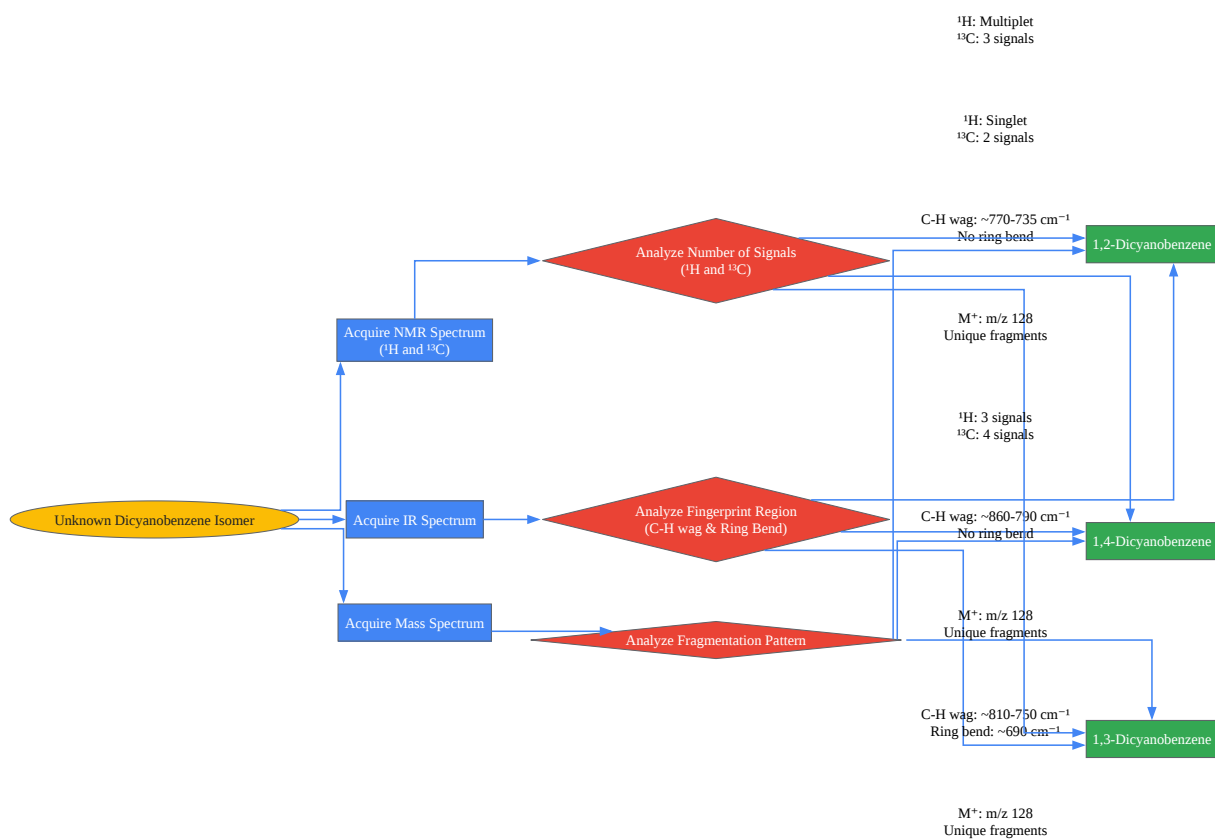 ¹H: Multiplet
¹³C: 3 signals
¹H: Singlet
¹³C: 2 signals
C-H wag: ~770-735 cm⁻¹
No ring bend
1,2-Dicyanobenzene
Analyze Number of Signals
(¹H and ¹³C)
M⁺: m/z 128
Unique fragments
Acquire NMR Spectrum
(¹H and ¹³C)
¹H: 3 signals
¹³C: 4 signals
Unknown Dicyanobenzene Isomer
Acquire IR Spectrum
Analyze Fingerprint Region
(C-H wag & Ring Bend)
C-H wag: ~860-790 cm⁻¹
No ring bend
1,4-Dicyanobenzene
Acquire Mass Spectrum
Analyze Fragmentation Pattern
M⁺: m/z 128
Unique fragments
C-H wag: ~810-750 cm⁻¹
Ring bend: ~690 cm⁻¹
1,3-Dicyanobenzene
M⁺: m/z 128
Unique fragments